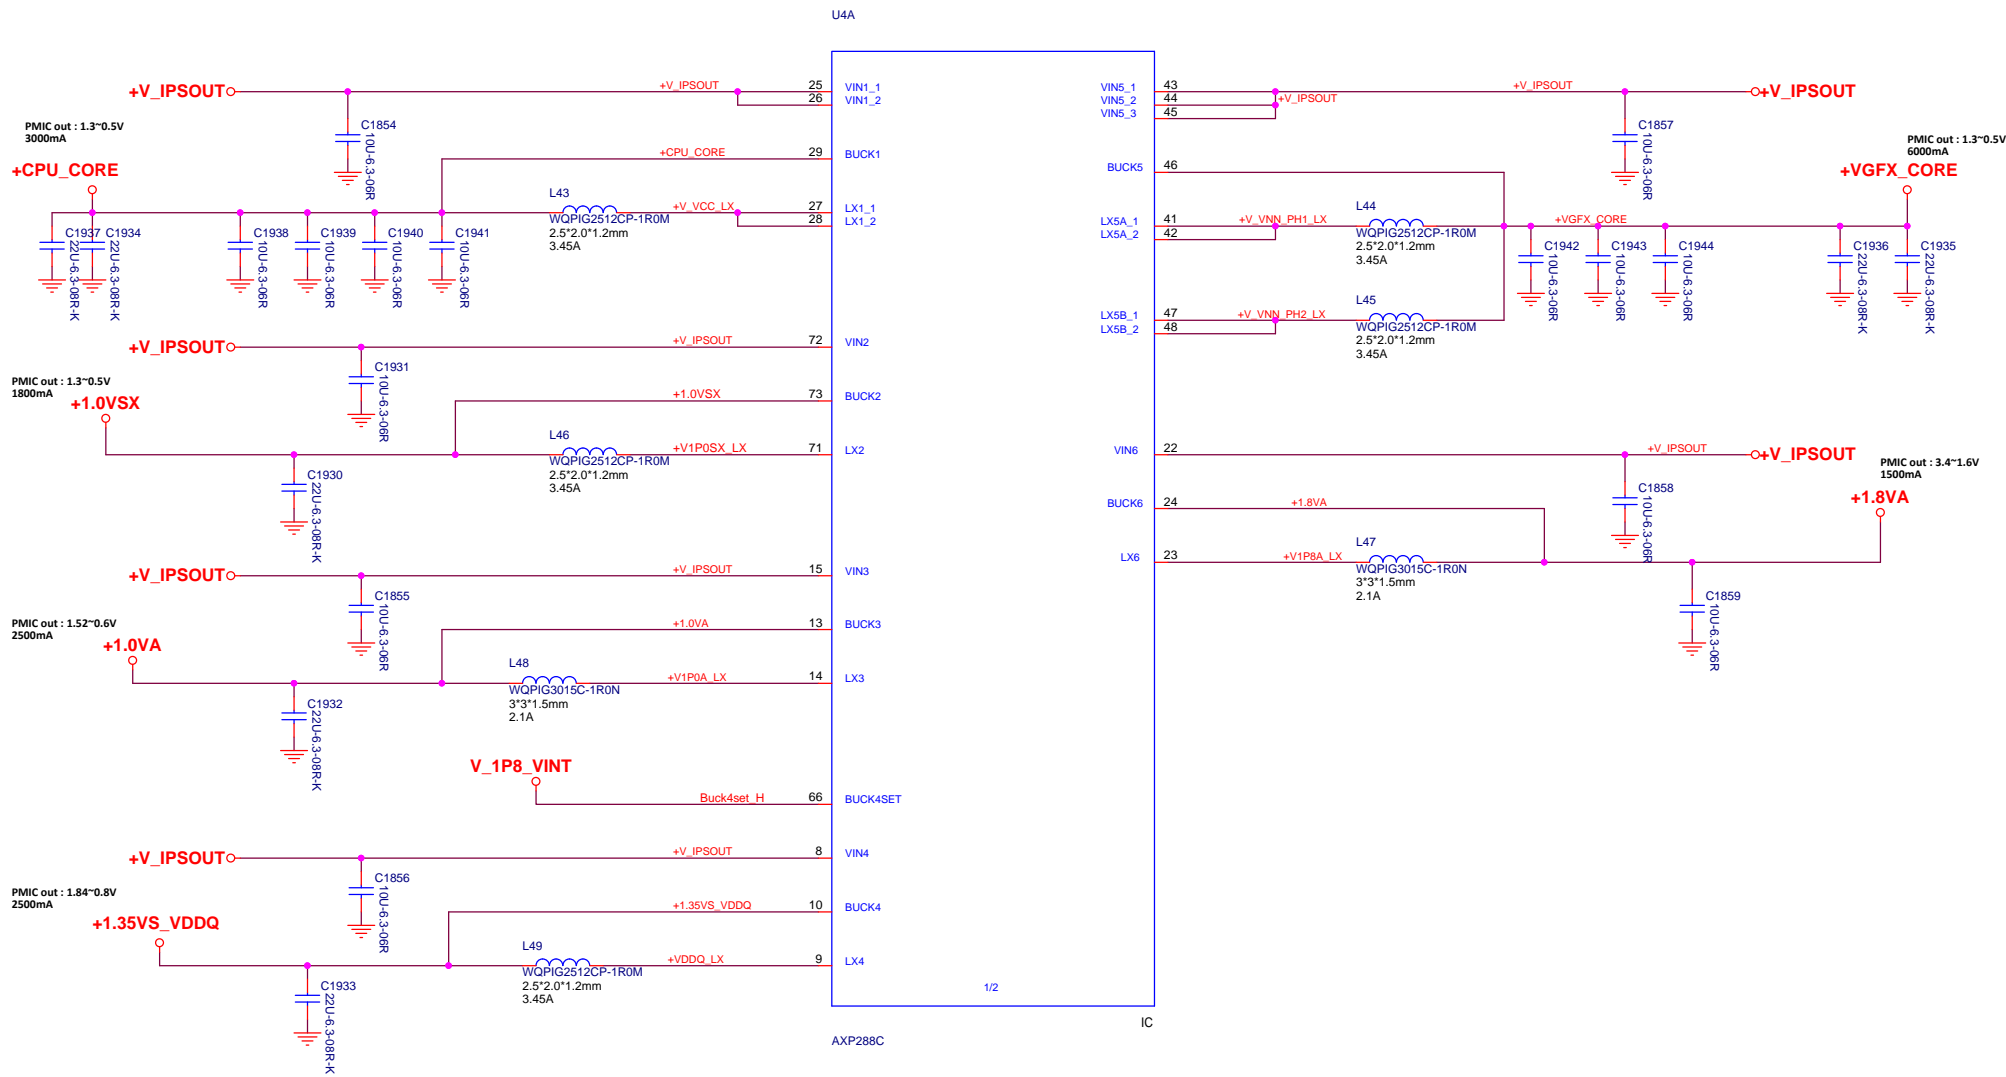 U4A
+V_IPSOUT
+V_IPSOUT
25
26
VIN1_1
VIN1_2
C1854
10U-6.3-06R
PMIC out : 1.3~0.5V
3000mA
+CPU_CORE
+CPU_CORE
29
BUCK1
L43
WQPIG2512CP-1R0M
2.5*2.0*1.2mm
3.45A
+V_VCC_LX
27
28
LX1_1
LX1_2
C1937
22U-6.3-08R-K
C1934
22U-6.3-08R-K
C1938
10U-6.3-06R
C1939
10U-6.3-06R
C1940
10U-6.3-06R
C1941
10U-6.3-06R
+V_IPSOUT
+V_IPSOUT
72
VIN2
C1931
10U-6.3-06R
PMIC out : 1.3~0.5V
1800mA
+1.0VSX
+1.0VSX
73
BUCK2
L46
WQPIG2512CP-1R0M
2.5*2.0*1.2mm
3.45A
+V1P0SX_LX
71
LX2
C1930
22U-6.3-08R-K
+V_IPSOUT
+V_IPSOUT
15
VIN3
C1855
10U-6.3-06R
PMIC out : 1.52~0.6V
2500mA
+1.0VA
+1.0VA
13
BUCK3
L48
WQPIG3015C-1R0N
3*3*1.5mm
2.1A
+V1P0A_LX
14
LX3
C1932
22U-6.3-08R-K
V_1P8_VINT
Buck4set_H
66
BUCK4SET
+V_IPSOUT
+V_IPSOUT
8
VIN4
C1856
10U-6.3-06R
PMIC out : 1.84~0.8V
2500mA
+1.35VS_VDDQ
+1.35VS_VDDQ
10
BUCK4
L49
WQPIG2512CP-1R0M
2.5*2.0*1.2mm
3.45A
+VDDQ_LX
9
LX4
C1933
22U-6.3-08R-K
VIN5_1
VIN5_2
VIN5_3
43
44
45
+V_IPSOUT
+V_IPSOUT
+V_IPSOUT
C1857
10U-6.3-06R
PMIC out : 1.3~0.5V
6000mA
+VGFX_CORE
BUCK5
46
LX5A_1
LX5A_2
41
42
+V_VNN_PH1_LX
L44
WQPIG2512CP-1R0M
2.5*2.0*1.2mm
3.45A
+VGFX_CORE
C1942
10U-6.3-06R
C1943
10U-6.3-06R
C1944
10U-6.3-06R
C1936
22U-6.3-08R-K
C1935
22U-6.3-08R-K
LX5B_1
LX5B_2
47
48
+V_VNN_PH2_LX
L45
WQPIG2512CP-1R0M
2.5*2.0*1.2mm
3.45A
VIN6
22
+V_IPSOUT
+V_IPSOUT
C1858
10U-6.3-06R
PMIC out : 3.4~1.6V
1500mA
+1.8VA
BUCK6
24
+1.8VA
LX6
23
+V1P8A_LX
L47
WQPIG3015C-1R0N
3*3*1.5mm
2.1A
C1859
10U-6.3-06R
1/2
IC
AXP288C